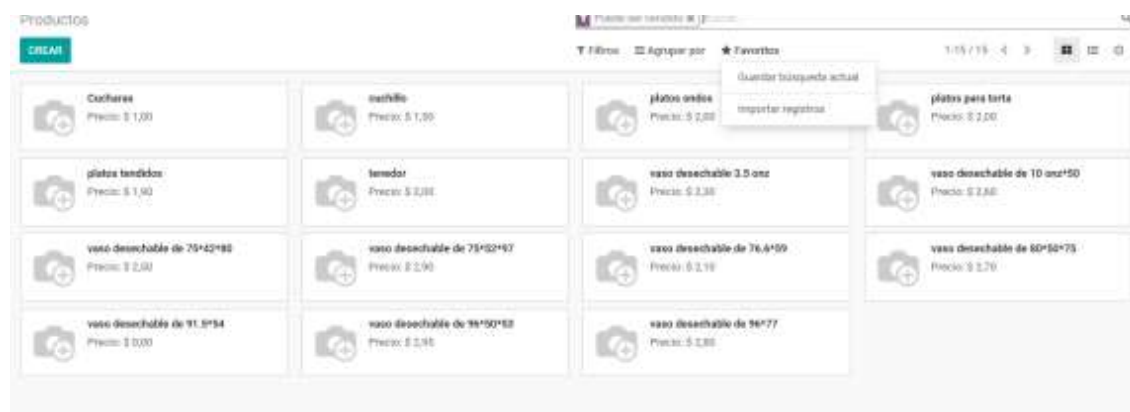 Productos
Puede ser vendido ×
CREAR
Filtros Agrupar por Favoritos
1-15 / 15
Guardar búsqueda actual
Importar registros
Cucharas
Precio: $ 1,00
cuchillo
Precio: $ 1,50
platos ondos
Precio: $ 2,00
platos para torta
Precio: $ 2,00
platos tendidos
Precio: $ 1,90
tenedor
Precio: $ 2,00
vaso desechable 3.5 onz
Precio: $ 2,30
vaso desechable de 10 onz*50
Precio: $ 2,60
vaso desechable de 75*42*80
Precio: $ 2,50
vaso desechable de 75*52*97
Precio: $ 2,90
vaso desechable de 76.6*59
Precio: $ 2,10
vaso desechable de 80*50*75
Precio: $ 2,70
vaso desechable de 91.5*54
Precio: $ 0,00
vaso desechable de 96*50*53
Precio: $ 2,95
vaso desechable de 96*77
Precio: $ 2,80